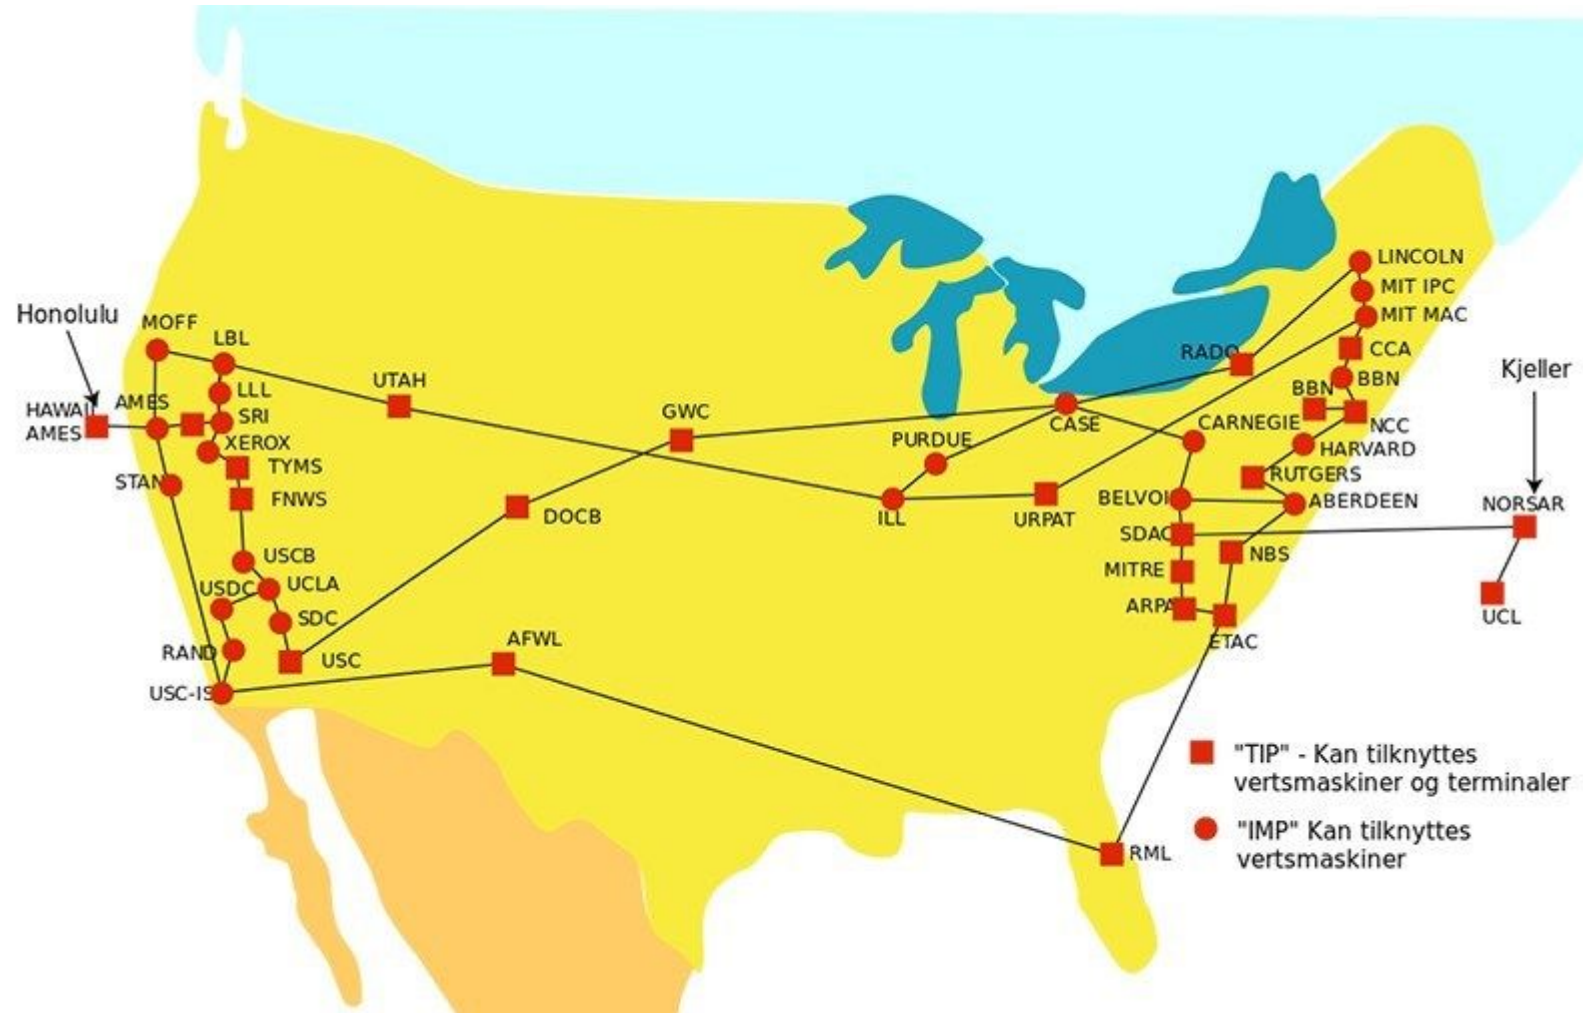 Honolulu
MOFF
LBL
HAWAII
AMES
AMES
LLL
SRI
XEROX
TYMS
STAN
FNWS
USCB
USDC
UCLA
SDC
RAND
USC
USC-IS
UTAH
GWC
DOCB
AFWL
PURDUE
ILL
URPAT
CASE
RADC
LINCOLN
MIT IPC
MIT MAC
CCA
BBN
BBN
NCC
CARNEGIE
HARVARD
RUTGERS
BELVOI
ABERDEEN
SDAC
NBS
MITRE
ARPA
ETAC
RML
Kjeller
NORSAR
UCL
"TIP" - Kan tilknyttes
vertsmaskiner og terminaler
"IMP" Kan tilknyttes
vertsmaskiner